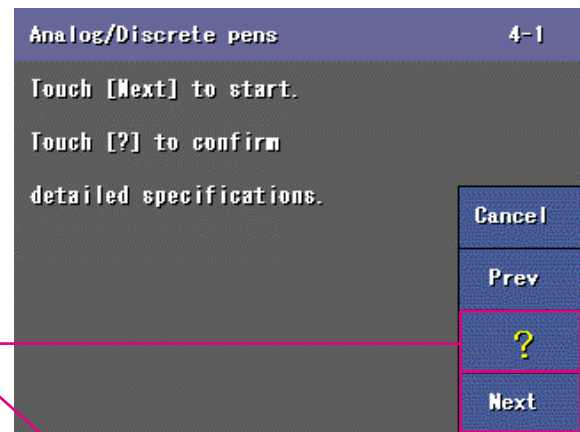 Analog/Discrete pens 4-1
Touch [Next] to start.
Touch [?] to confirm
detailed specifications.
Cancel
Prev
?
Next